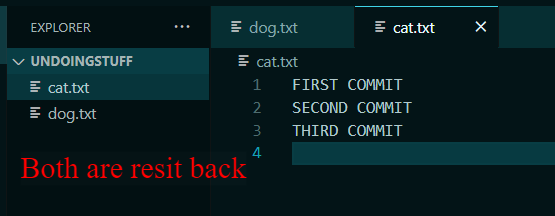 EXPLORER
...
dog.txt
cat.txt
UNDOINGSTUFF
cat.txt
dog.txt
cat.txt
1 FIRST COMMIT
2 SECOND COMMIT
3 THIRD COMMIT
4
Both are resit back